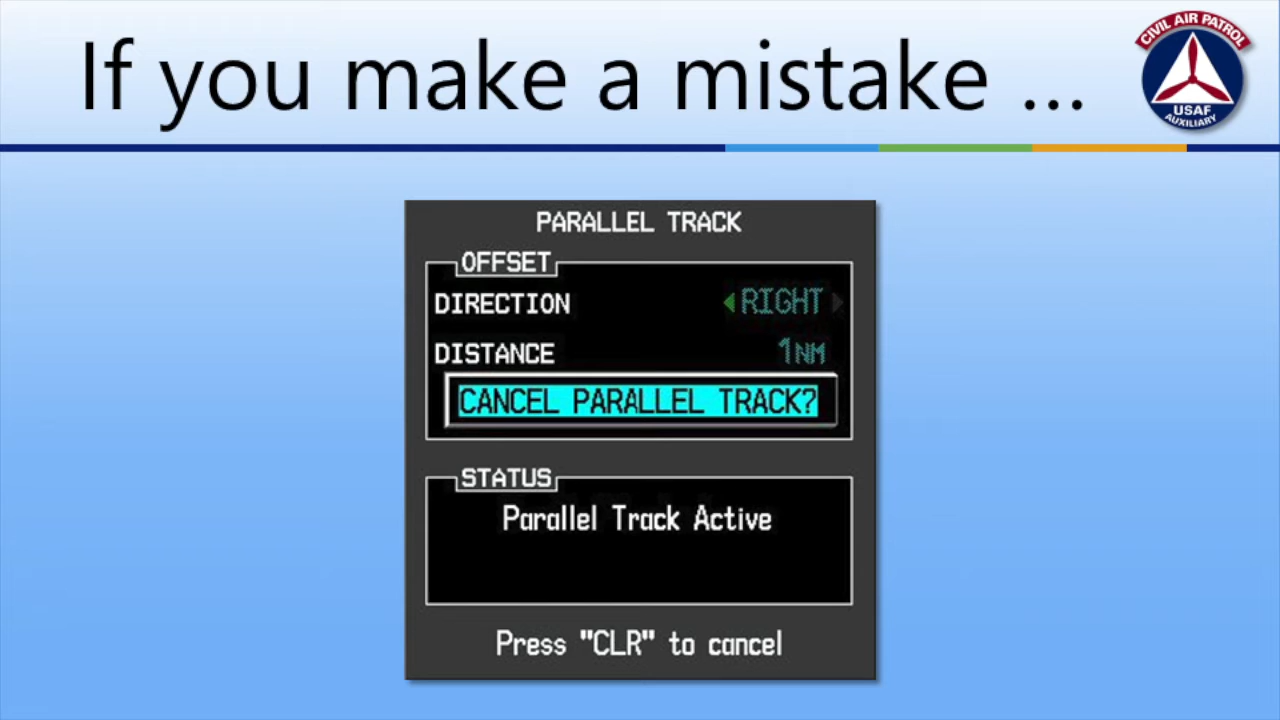 If you make a mistake ...
CIVIL AIR PATROL
USAF
AUXILIARY
PARALLEL TRACK
OFFSET
DIRECTION RIGHT
DISTANCE 1NM
CANCEL PARALLEL TRACK?
STATUS
Parallel Track Active
Press "CLR" to cancel